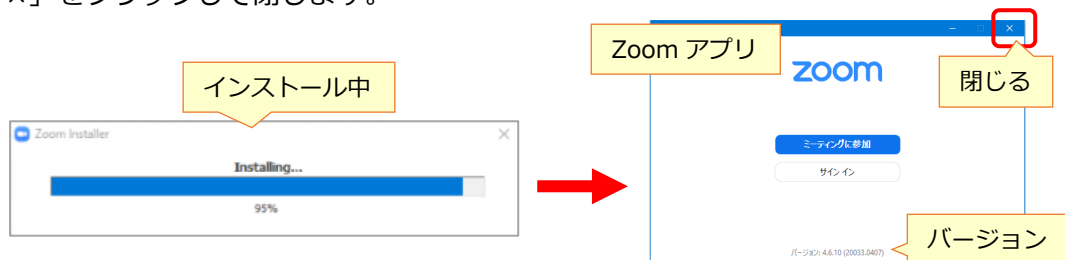 ×」をクリックして閉じます。
インストール中
Zoom Installer
Installing...
95%
Zoom アプリ
zoom
閉じる
ミーティングに参加
サイン イン
バージョン: 4.6.10 (20033.0407)
バージョン